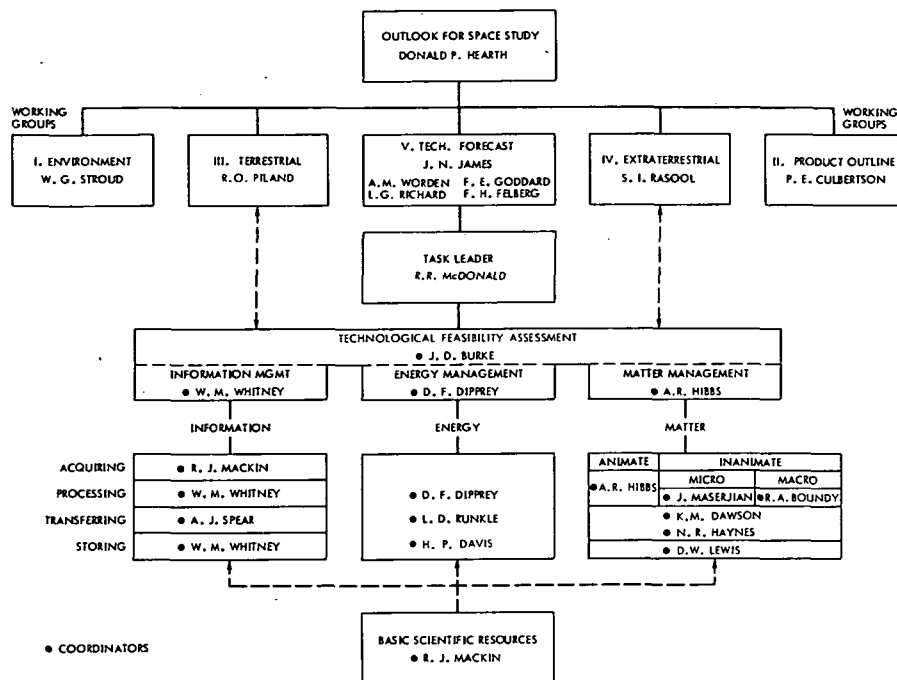 OUTLOOK FOR SPACE STUDY
DONALD P. HEARTH
WORKING
GROUPS
WORKING
GROUPS
I. ENVIRONMENT
W. G. STROUD
III. TERRESTRIAL
R.O. PILAND
V. TECH. FORECAST
J. N. JAMES
A.M. WORDEN F. E. GODDARD
L.G. RICHARD F. H. FELBERG
IV. EXTRATERRESTRIAL
S. I. RASOOL
II. PRODUCT OUTLINE
P. E. CULBERTSON
TASK LEADER
R.R. McDONALD
TECHNOLOGICAL FEASIBILITY ASSESSMENT
● J. D. BURKE
INFORMATION MGMT
● W. M. WHITNEY
ENERGY MANAGEMENT
● D. F. DIPPREY
MATTER MANAGEMENT
● A.R. HIBBS
INFORMATION
ENERGY
MATTER
ACQUIRING
● R. J. MACKIN
PROCESSING
● W. M. WHITNEY
TRANSFERRING
● A. J. SPEAR
STORING
● W. M. WHITNEY
● D. F. DIPPREY
● L. D. RUNKLE
● H. P. DAVIS
ANIMATE
INANIMATE
MICRO
MACRO
● A.R. HIBBS
● J. MASERJIAN
● R.A. BOUNDY
● K.M. DAWSON
● N. R. HAYNES
● D.W. LEWIS
BASIC SCIENTIFIC RESOURCES
● R. J. MACKIN
● COORDINATORS